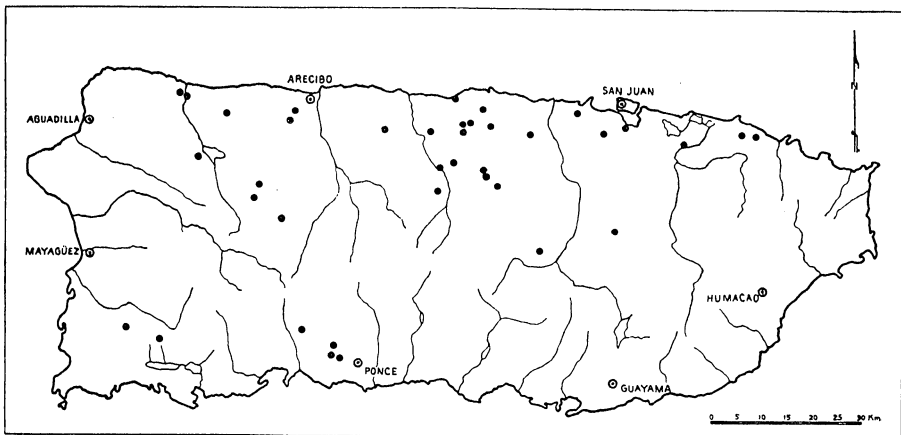 ARECIBO
SAN JUAN
N
AGUADILLA
MAYAGÜEZ
HUMACAO
PONCE
GUAYAMA
0 5 10 15 20 25 30 Km